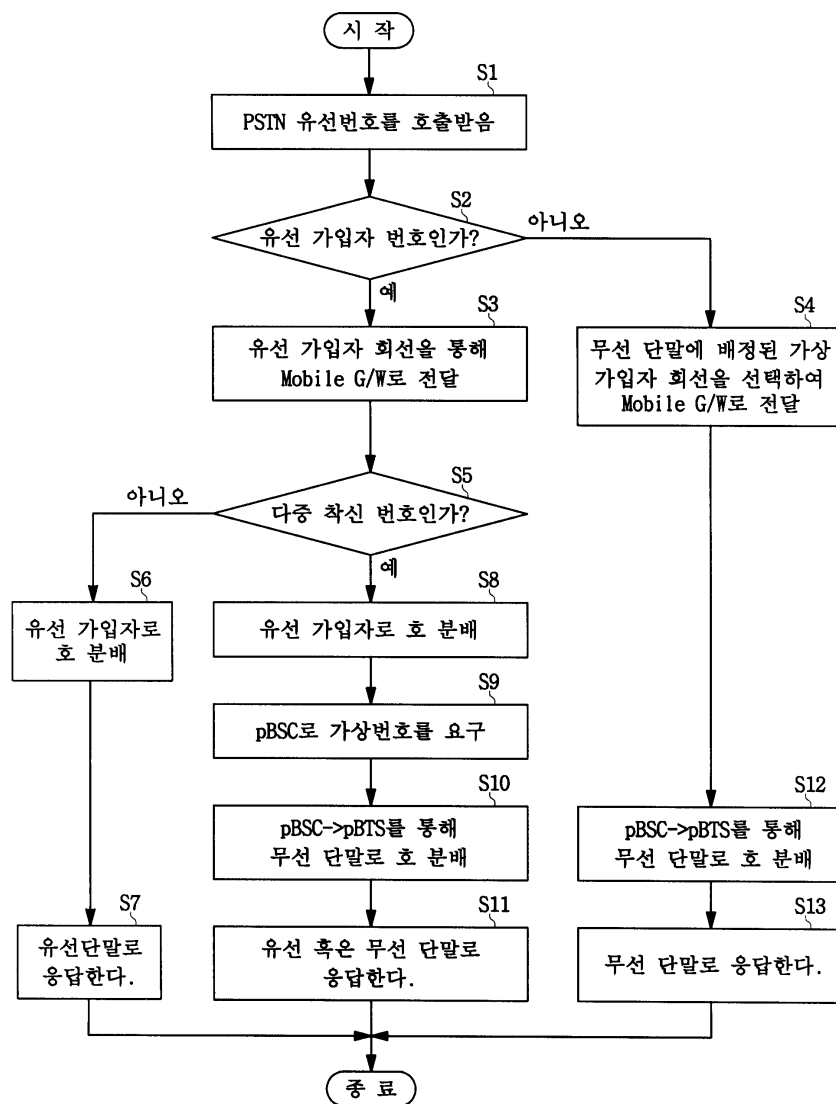 시 작
S1
PSTN 유선번호를 호출받음
S2
유선 가입자 번호인가?
아니오
예
S3
유선 가입자 회선을 통해
Mobile G/W로 전달
S4
무선 단말에 배정된 가상
가입자 회선을 선택하여
Mobile G/W로 전달
S5
다중 착신 번호인가?
아니오
예
S6
유선 가입자로
호 분배
S8
유선 가입자로 호 분배
S9
pBSC로 가상번호를 요구
S10
pBSC->pBTS를 통해
무선 단말로 호 분배
S12
pBSC->pBTS를 통해
무선 단말로 호 분배
S7
유선단말로
응답한다.
S11
유선 혹은 무선 단말로
응답한다.
S13
무선 단말로 응답한다.
종 료